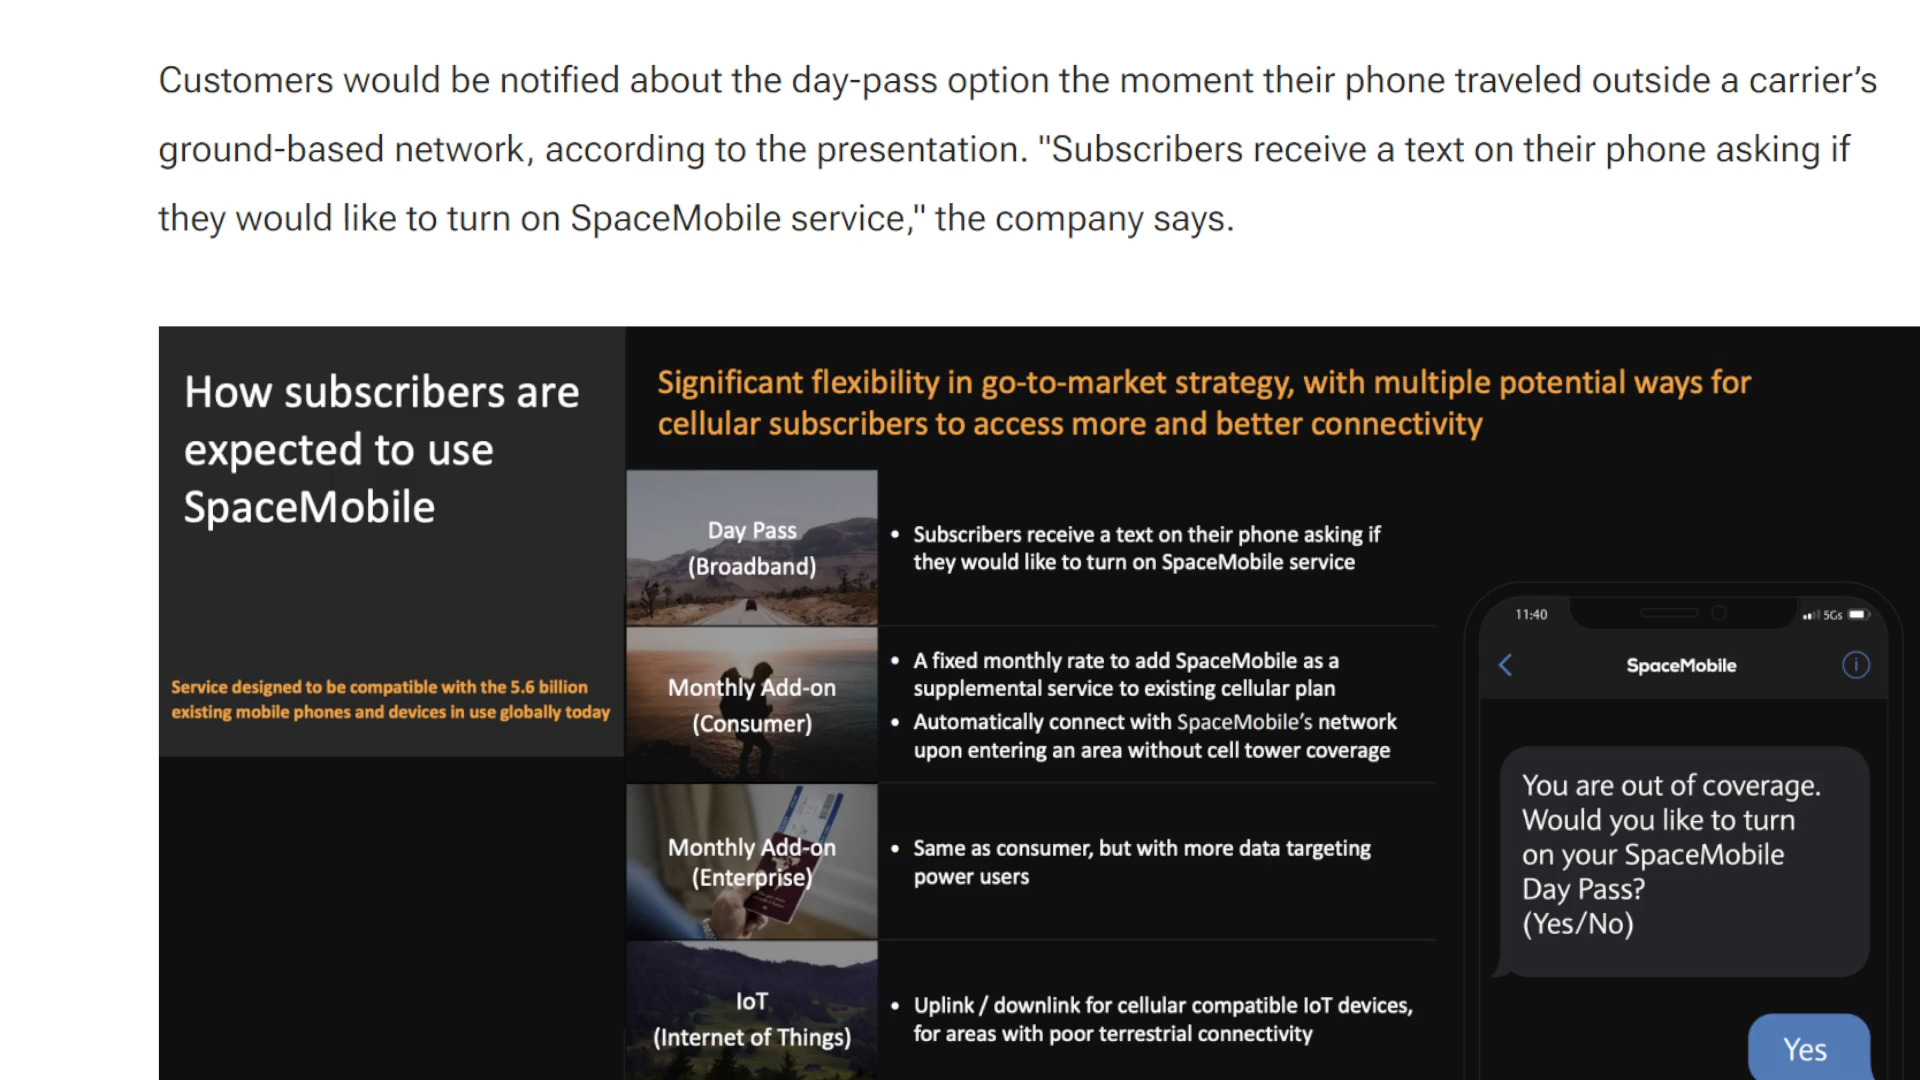 Customers would be notified about the day-pass option the moment their phone traveled outside a carrier’s
ground-based network, according to the presentation. "Subscribers receive a text on their phone asking if
they would like to turn on SpaceMobile service," the company says.
How subscribers are
expected to use
SpaceMobile
Service designed to be compatible with the 5.6 billion
existing mobile phones and devices in use globally today
Significant flexibility in go-to-market strategy, with multiple potential ways for
cellular subscribers to access more and better connectivity
Day Pass
(Broadband)
• Subscribers receive a text on their phone asking if
they would like to turn on SpaceMobile service
Monthly Add-on
(Consumer)
• A fixed monthly rate to add SpaceMobile as a
supplemental service to existing cellular plan
• Automatically connect with SpaceMobile’s network
upon entering an area without cell tower coverage
Monthly Add-on
(Enterprise)
• Same as consumer, but with more data targeting
power users
IoT
(Internet of Things)
• Uplink / downlink for cellular compatible IoT devices,
for areas with poor terrestrial connectivity
11:40 5Gs
SpaceMobile
You are out of coverage.
Would you like to turn
on your SpaceMobile
Day Pass?
(Yes/No)
Yes